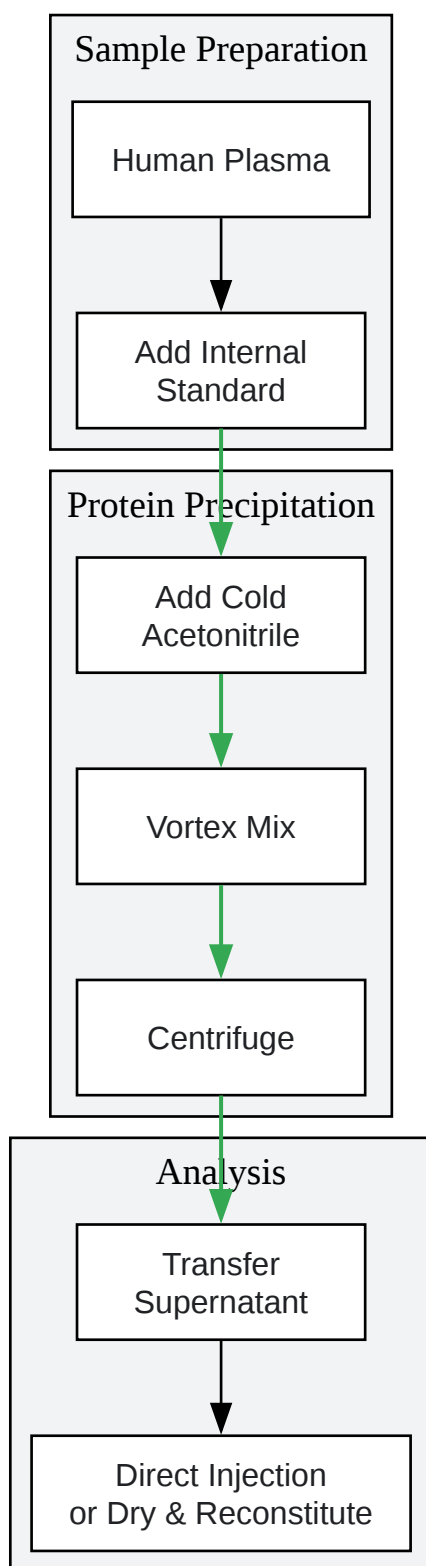 Sample Preparation
Human Plasma
Add Internal
Standard
Protein Precipitation
Add Cold
Acetonitrile
Vortex Mix
Centrifuge
Analysis
Transfer
Supernatant
Direct Injection
or Dry & Reconstitute